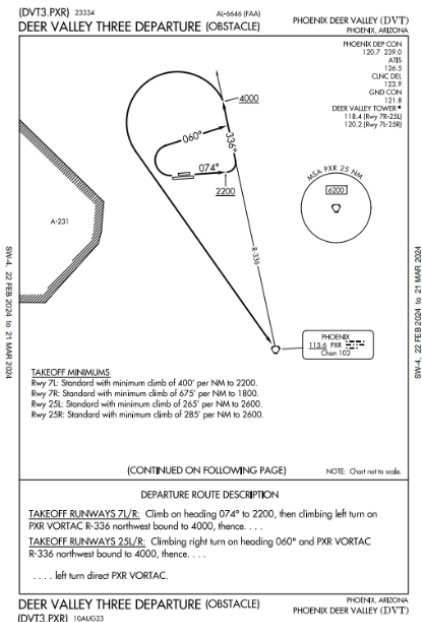 (DVT3.PXR) 23334
AL-6646 (FAA)
DEER VALLEY THREE DEPARTURE (OBSTACLE)
PHOENIX DEER VALLEY (DVT)
PHOENIX, ARIZONA
PHOENIX DEP CON
120.7 239.0
ATIS
126.5
CLNC DEL
123.9
GND CON
121.8
DEER VALLEY TOWER*
118.4 (Rwy 7R-25L)
120.2 (Rwy 7L-25R)
4000
060°
336°
074°
2200
MSA PXR 25 NM
6200
A-231
R-336
PHOENIX
115.6 PXR
Chan 103
SW-4, 22 FEB 2024 to 21 MAR 2024
SW-4, 22 FEB 2024 to 21 MAR 2024
TAKEOFF MINIMUMS
Rwy 7L: Standard with minimum climb of 400' per NM to 2200.
Rwy 7R: Standard with minimum climb of 675' per NM to 1800.
Rwy 25L: Standard with minimum climb of 265' per NM to 2600.
Rwy 25R: Standard with minimum climb of 285' per NM to 2600.
(CONTINUED ON FOLLOWING PAGE)
NOTE: Chart not to scale.
DEPARTURE ROUTE DESCRIPTION
TAKEOFF RUNWAYS 7L/R: Climb on heading 074° to 2200, then climbing left turn on
PXR VORTAC R-336 northwest bound to 4000, thence. . . .
TAKEOFF RUNWAYS 25L/R: Climbing right turn on heading 060° and PXR VORTAC
R-336 northwest bound to 4000, thence. . . .
. . . . left turn direct PXR VORTAC.
DEER VALLEY THREE DEPARTURE (OBSTACLE)
(DVT3.PXR) 10AUG23
PHOENIX, ARIZONA
PHOENIX DEER VALLEY (DVT)